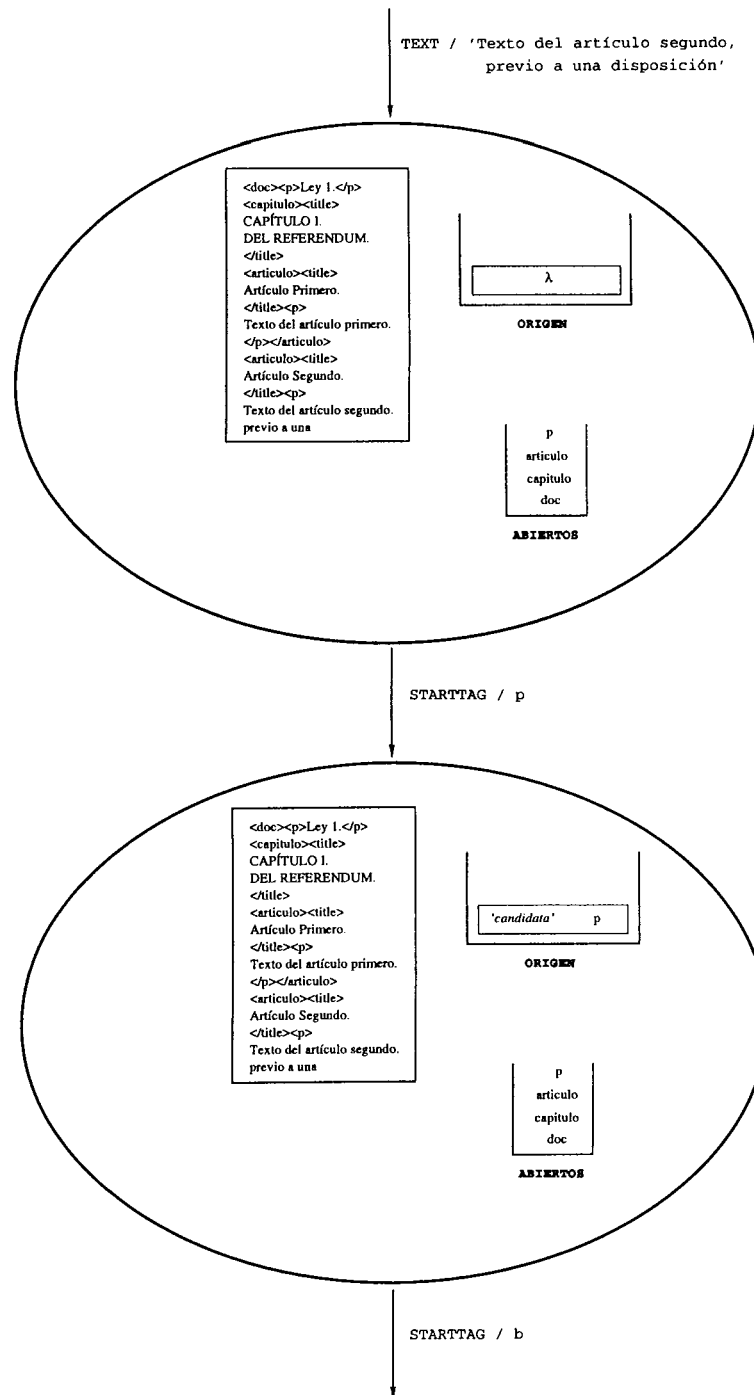 TEXT / 'Texto del artículo segundo,
previo a una disposición'
<doc><p>Ley 1.</p>
<capitulo><title>
CAPÍTULO I.
DEL REFERENDUM.
</title>
<articulo><title>
Artículo Primero.
</title><p>
Texto del artículo primero.
</p></articulo>
<articulo><title>
Artículo Segundo.
</title><p>
Texto del artículo segundo.
previo a una
λ
ORIGEN
p
articulo
capitulo
doc
ABIERTOS
STARTTAG / p
<doc><p>Ley 1.</p>
<capitulo><title>
CAPÍTULO I.
DEL REFERENDUM.
</title>
<articulo><title>
Artículo Primero.
</title><p>
Texto del artículo primero.
</p></articulo>
<articulo><title>
Artículo Segundo.
</title><p>
Texto del artículo segundo.
previo a una
'candidata' p
ORIGEN
p
articulo
capitulo
doc
ABIERTOS
STARTTAG / b